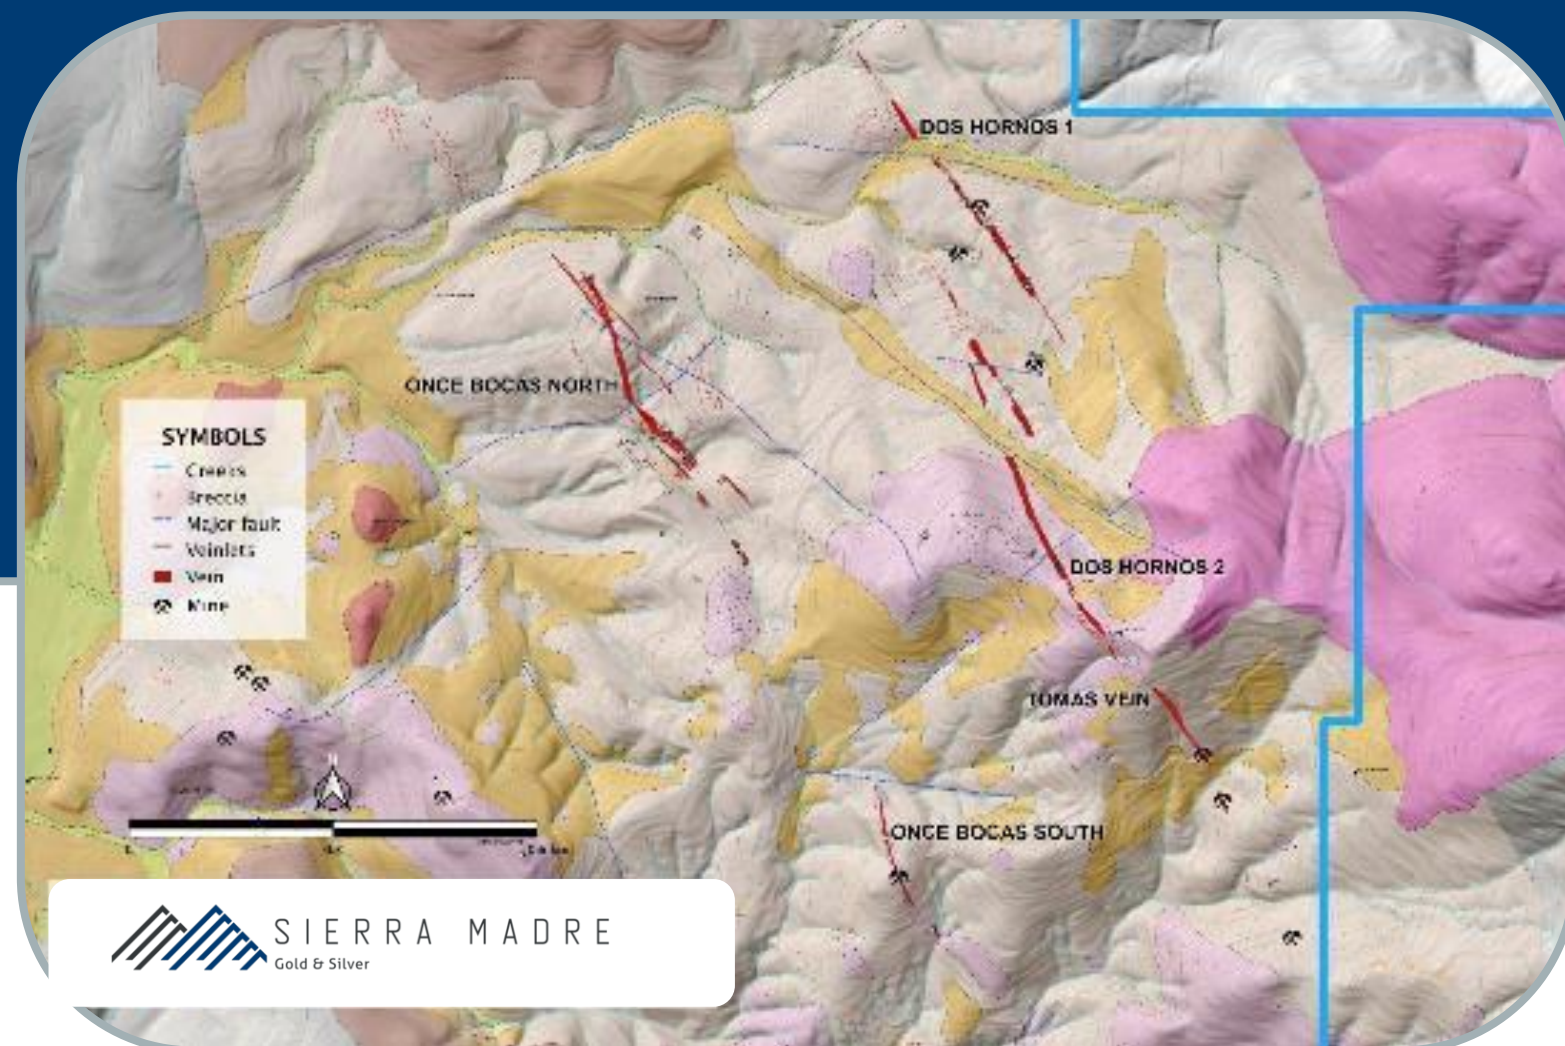 DOS HORNOS 1
ONCE BOCAS NORTH
SYMBOLS
Creeks
Breccia
Major fault
Veinlets
Vein
Mine
DOS HORNOS 2
TOMAS VEIN
ONCE BOCAS SOUTH
N
SIERRA MADRE
Gold & Silver